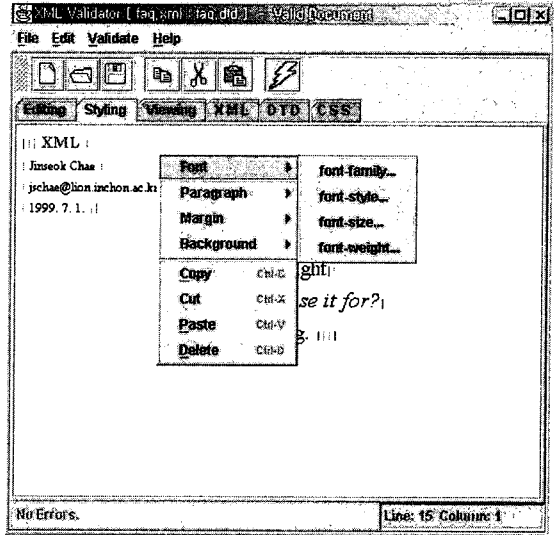 XML Validator [ faq.xml : faq.dtd ] - Valid Document
File Edit Validate Help
Editing Styling Viewing XML DTD CSS
XML
Jinseok Chae
jschae@lion.inchon.ac.kr
1999. 7. 1.
Font
Paragraph
Margin
Background
Copy Ctrl-C
Cut Ctrl-X
Paste Ctrl-V
Delete Ctrl-D
font-family...
font-style...
font-size...
font-weight...
ght
se it for?
g.
No Errors.
Line: 15 Column: 1